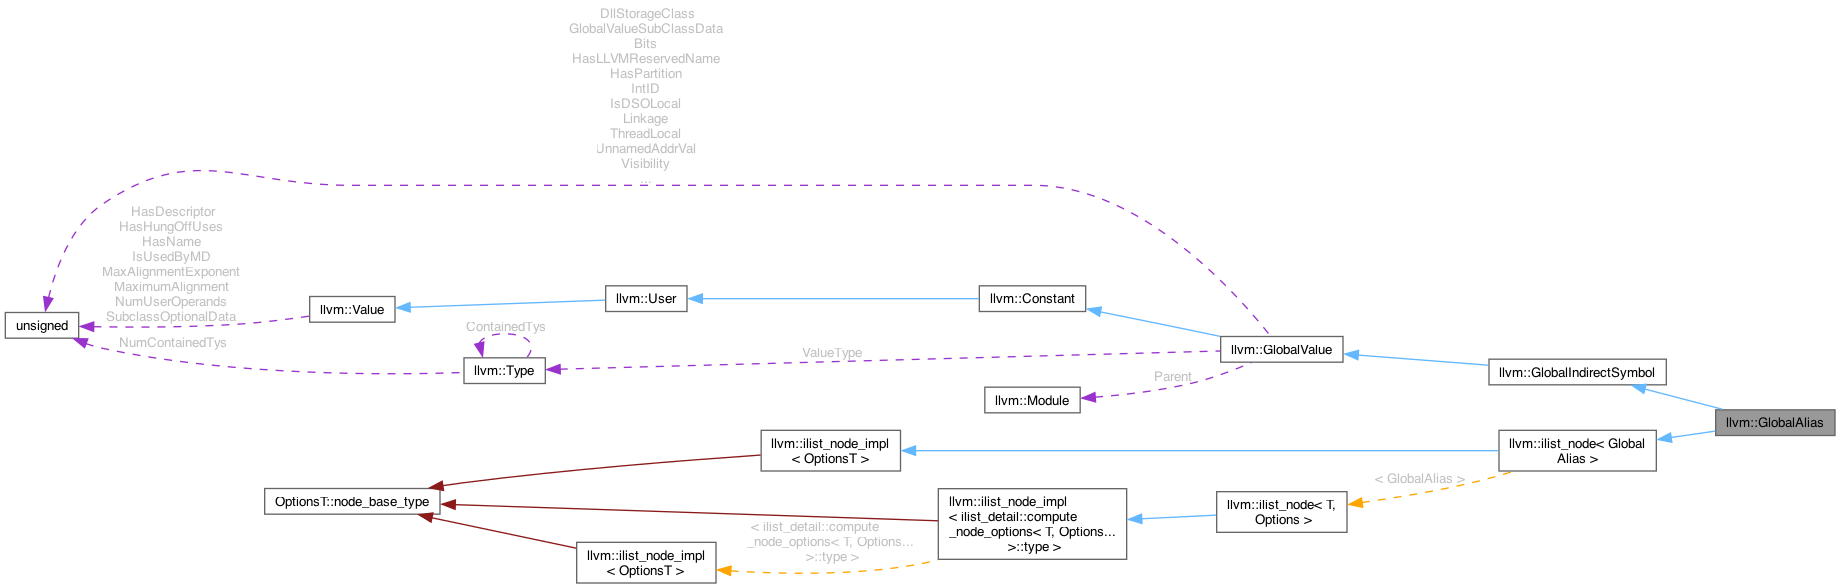 DllStorageClass
GlobalValueSubClassData
Bits
HasLLVMReservedName
HasPartition
IntID
IsDSOLocal
Linkage
ThreadLocal
UnnamedAddrVal
Visibility
...
HasDescriptor
HasHungOffUses
HasName
IsUsedByMD
MaxAlignmentExponent
MaximumAlignment
NumUserOperands
SubclassOptionalData
unsigned
NumContainedTys
llvm::Value
llvm::User
llvm::Constant
ContainedTys
llvm::Type
ValueType
llvm::GlobalValue
Parent
llvm::Module
llvm::GlobalIndirectSymbol
llvm::GlobalAlias
llvm::ilist_node_impl
< OptionsT >
llvm::ilist_node< Global
Alias >
< GlobalAlias >
OptionsT::node_base_type
llvm::ilist_node_impl
< ilist_detail::compute
_node_options< T, Options...
>::type >
llvm::ilist_node< T,
Options >
< ilist_detail::compute
_node_options< T, Options...
>::type >
llvm::ilist_node_impl
< OptionsT >